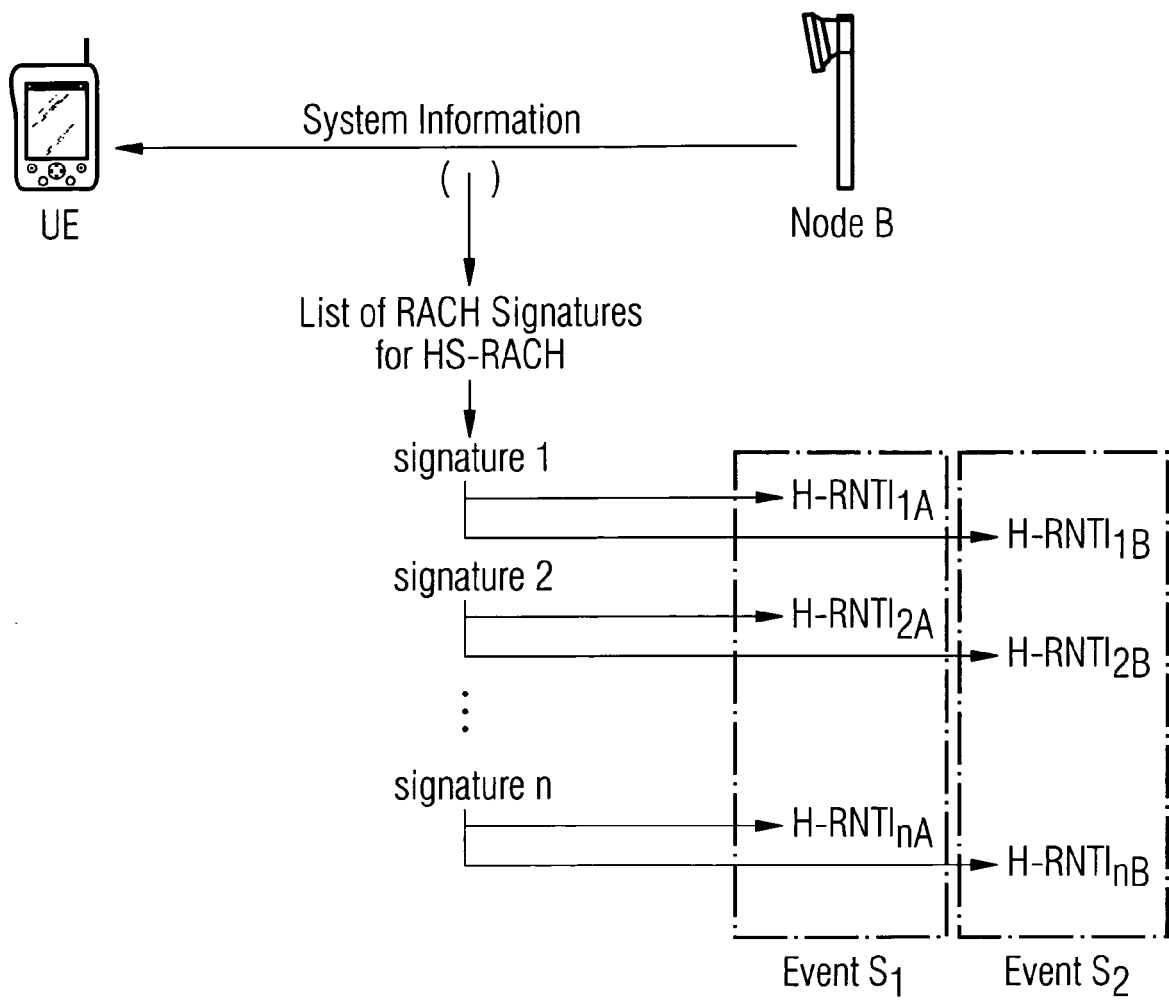 System Information
( )
UE
Node B
List of RACH Signatures
for HS-RACH
signature 1
H-RNTI1A
H-RNTI1B
signature 2
H-RNTI2A
H-RNTI2B
signature n
H-RNTInA
H-RNTInB
Event S1
Event S2